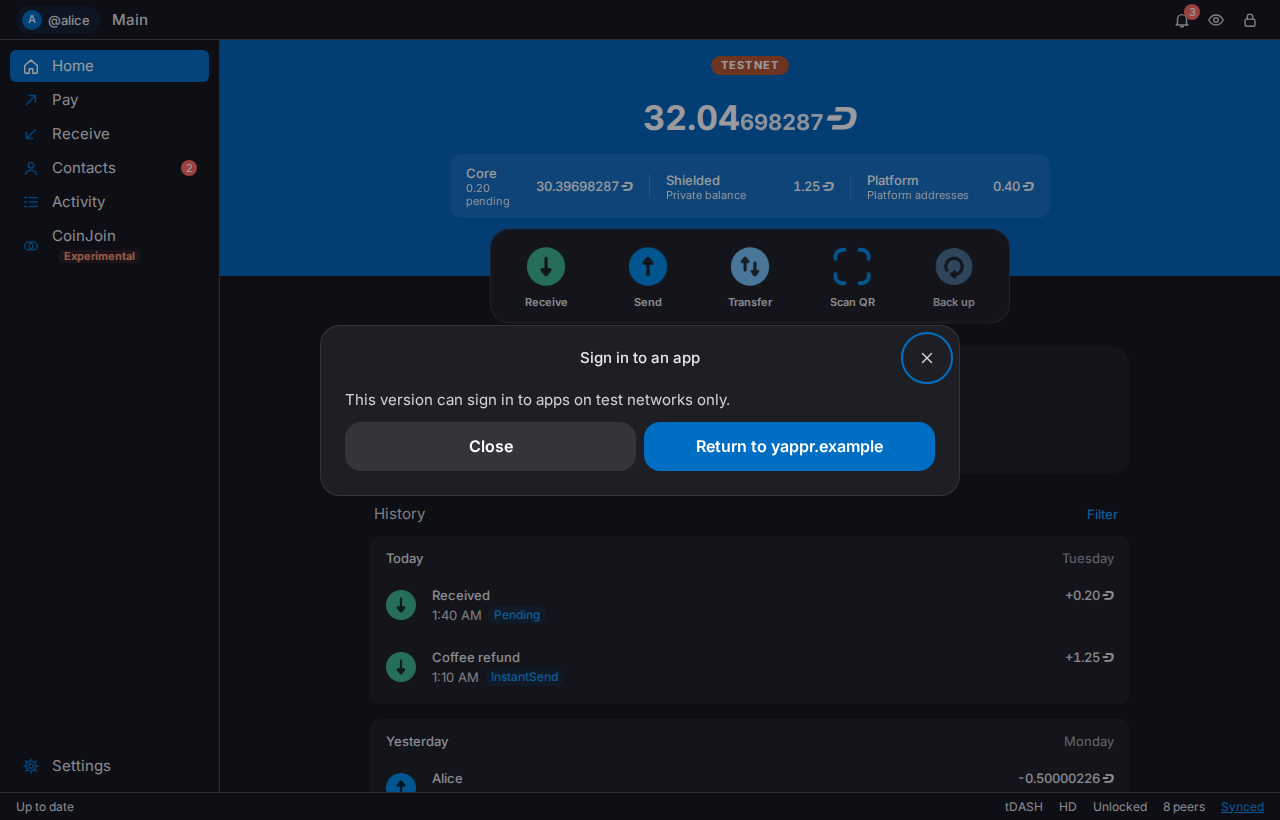 A @alice Main 3
Home
Pay
Receive
Contacts 2
Activity
CoinJoin
Experimental
Settings
TESTNET
32.04698287
Core
0.20 pending
30.39698287
Shielded
Private balance
1.25
Platform
Platform addresses
0.40
Receive
Send
Transfer
Scan QR
Back up
Sign in to an app
This version can sign in to apps on test networks only.
Close
Return to yappr.example
History
Filter
Today
Tuesday
Received
+0.20
1:40 AM Pending
Coffee refund
+1.25
1:10 AM InstantSend
Yesterday
Monday
Alice
-0.50000226
Up to date
tDASH HD Unlocked 8 peers Synced